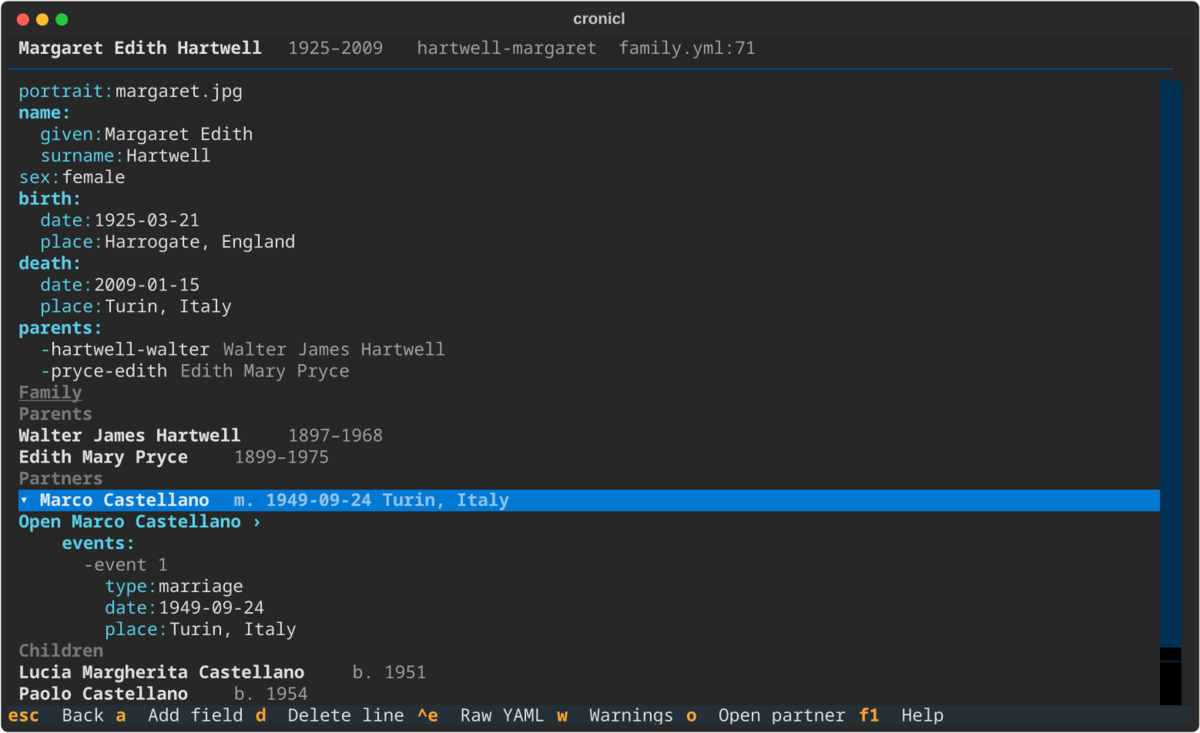 cronicl
Margaret Edith Hartwell 1925–2009 hartwell-margaret family.yml:71
portrait:margaret.jpg
name:
given:Margaret Edith
surname:Hartwell
sex:female
birth:
date:1925-03-21
place:Harrogate, England
death:
date:2009-01-15
place:Turin, Italy
parents:
-hartwell-walter Walter James Hartwell
-pryce-edith Edith Mary Pryce
Family
Parents
Walter James Hartwell 1897–1968
Edith Mary Pryce 1899–1975
Partners
▾ Marco Castellano m. 1949-09-24 Turin, Italy
Open Marco Castellano ›
events:
-event 1
type:marriage
date:1949-09-24
place:Turin, Italy
Children
Lucia Margherita Castellano b. 1951
Paolo Castellano b. 1954
esc Back a Add field d Delete line ^e Raw YAML w Warnings o Open partner f1 Help